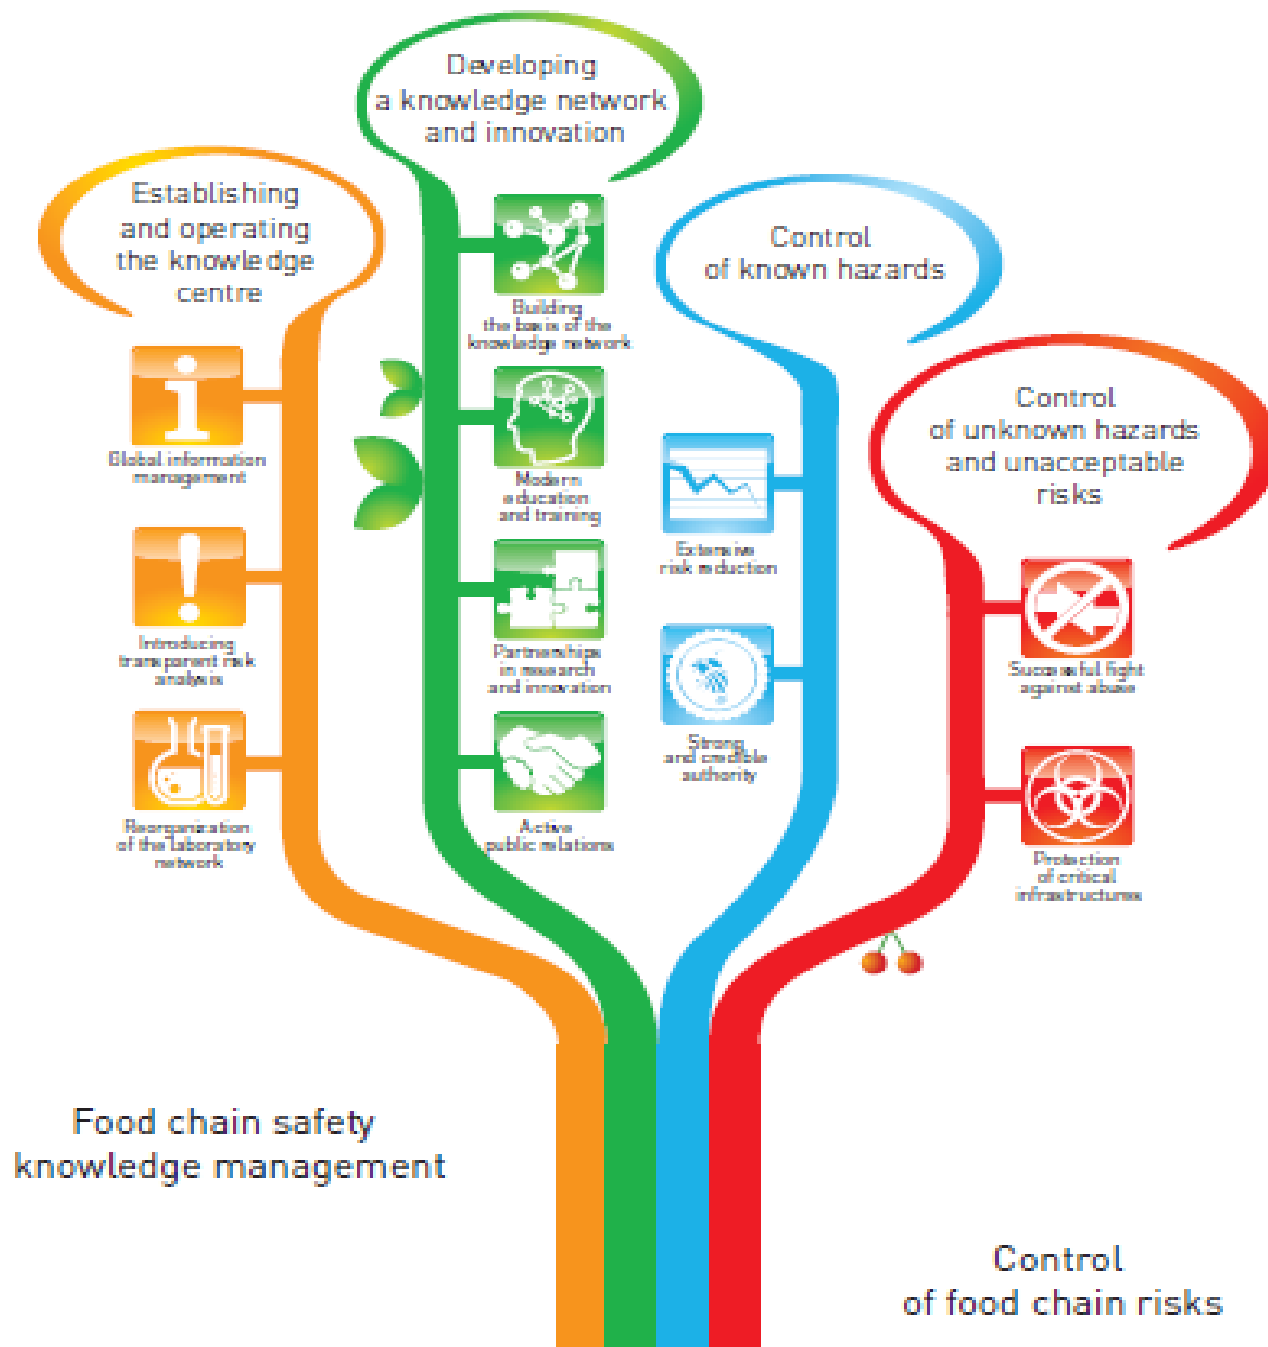 Developing
a knowledge network
and innovation
Establishing
and operating
the knowledge
centre
Control
of known hazards
Control
of unknown hazards
and unacceptable
risks
Global information
management
Introducing
transparent risk
analysis
Reorganization
of the laboratory
network
Building
the basis of the
knowledge network
Modern
education
and training
Partnerships
in research
and innovation
Active
public relations
Extensive
risk reduction
Strong
and credible
authority
Successful fight
against abuse
Protection
of critical
infrastructures
Food chain safety
knowledge management
Control
of food chain risks